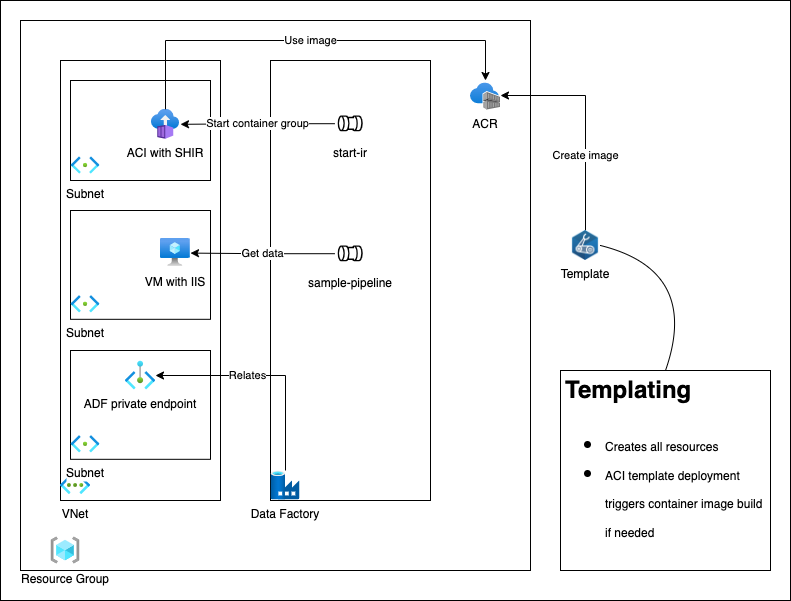 Use image
ACR
Start container group
ACI with SHIR
start-ir
Subnet
Create image
Get data
VM with IIS
sample-pipeline
Template
Subnet
Relates
ADF private endpoint
Subnet
VNet
Data Factory
Resource Group
Templating
● Creates all resources
● ACI template deployment
triggers container image build
if needed